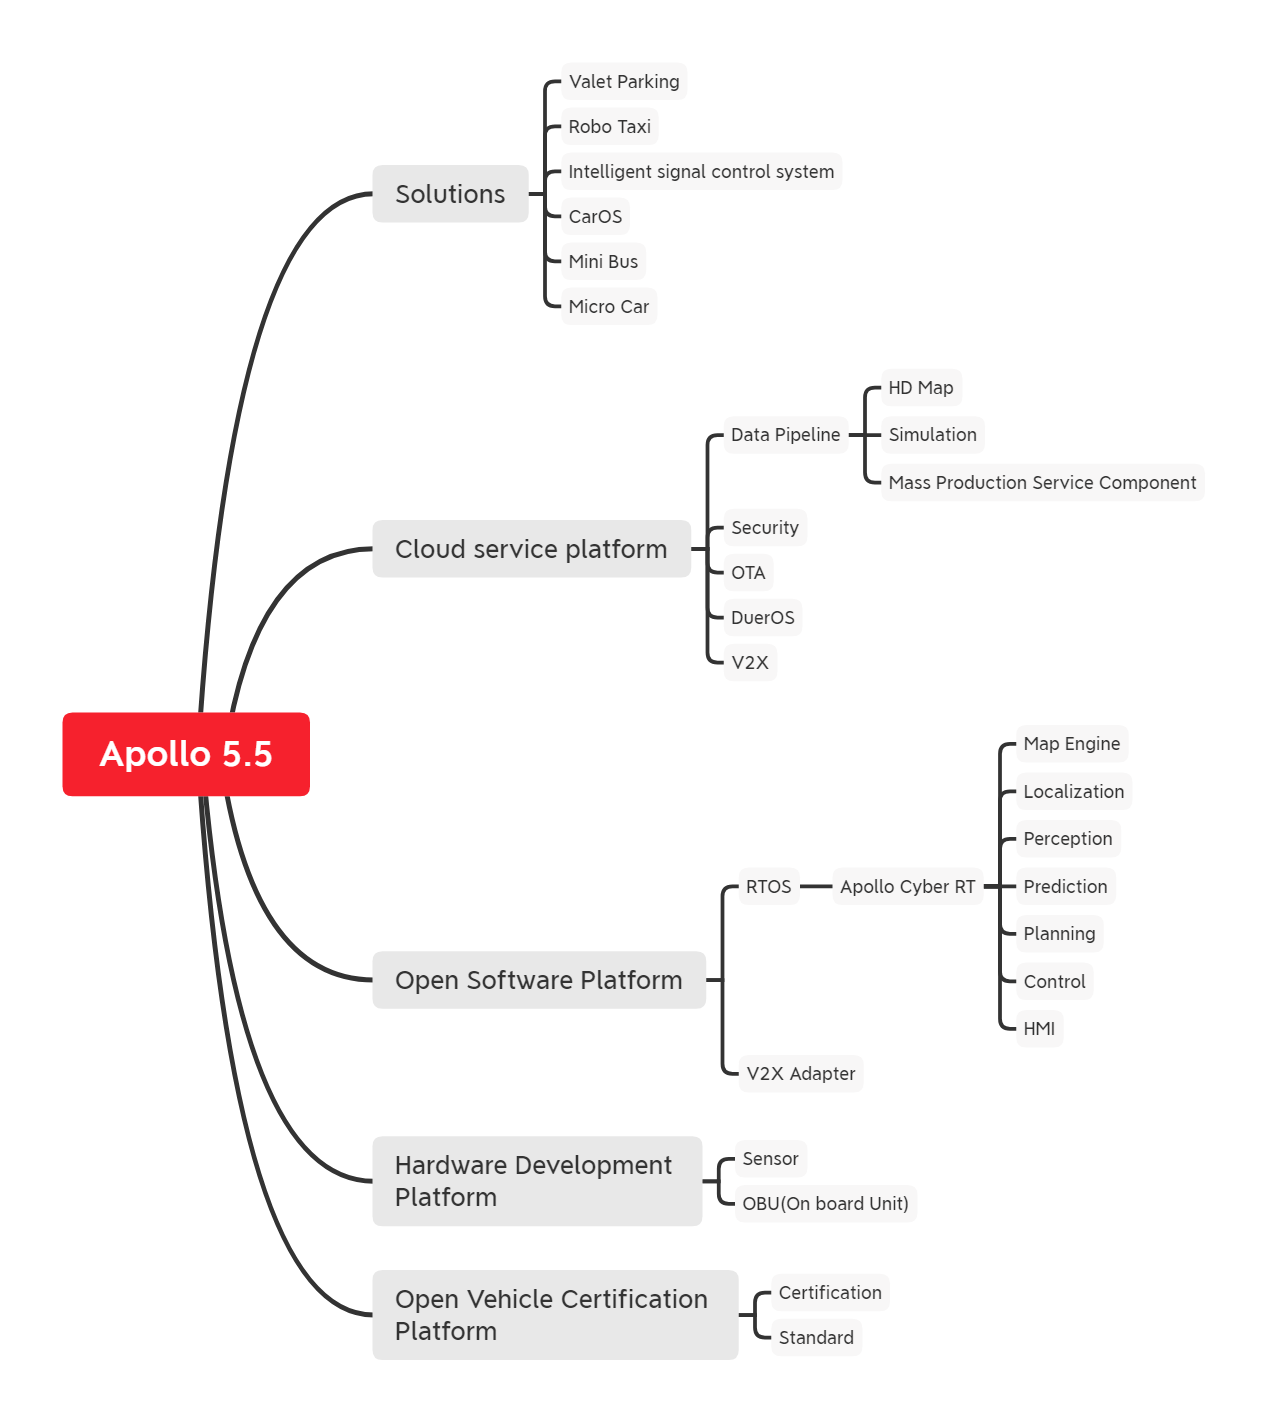 Apollo 5.5
Solutions
Valet Parking
Robo Taxi
Intelligent signal control system
CarOS
Mini Bus
Micro Car
Cloud service platform
Data Pipeline
HD Map
Simulation
Mass Production Service Component
Security
OTA
DuerOS
V2X
Open Software Platform
RTOS
Apollo Cyber RT
Map Engine
Localization
Perception
Prediction
Planning
Control
HMI
V2X Adapter
Hardware Development
Platform
Sensor
OBU(On board Unit)
Open Vehicle Certification
Platform
Certification
Standard